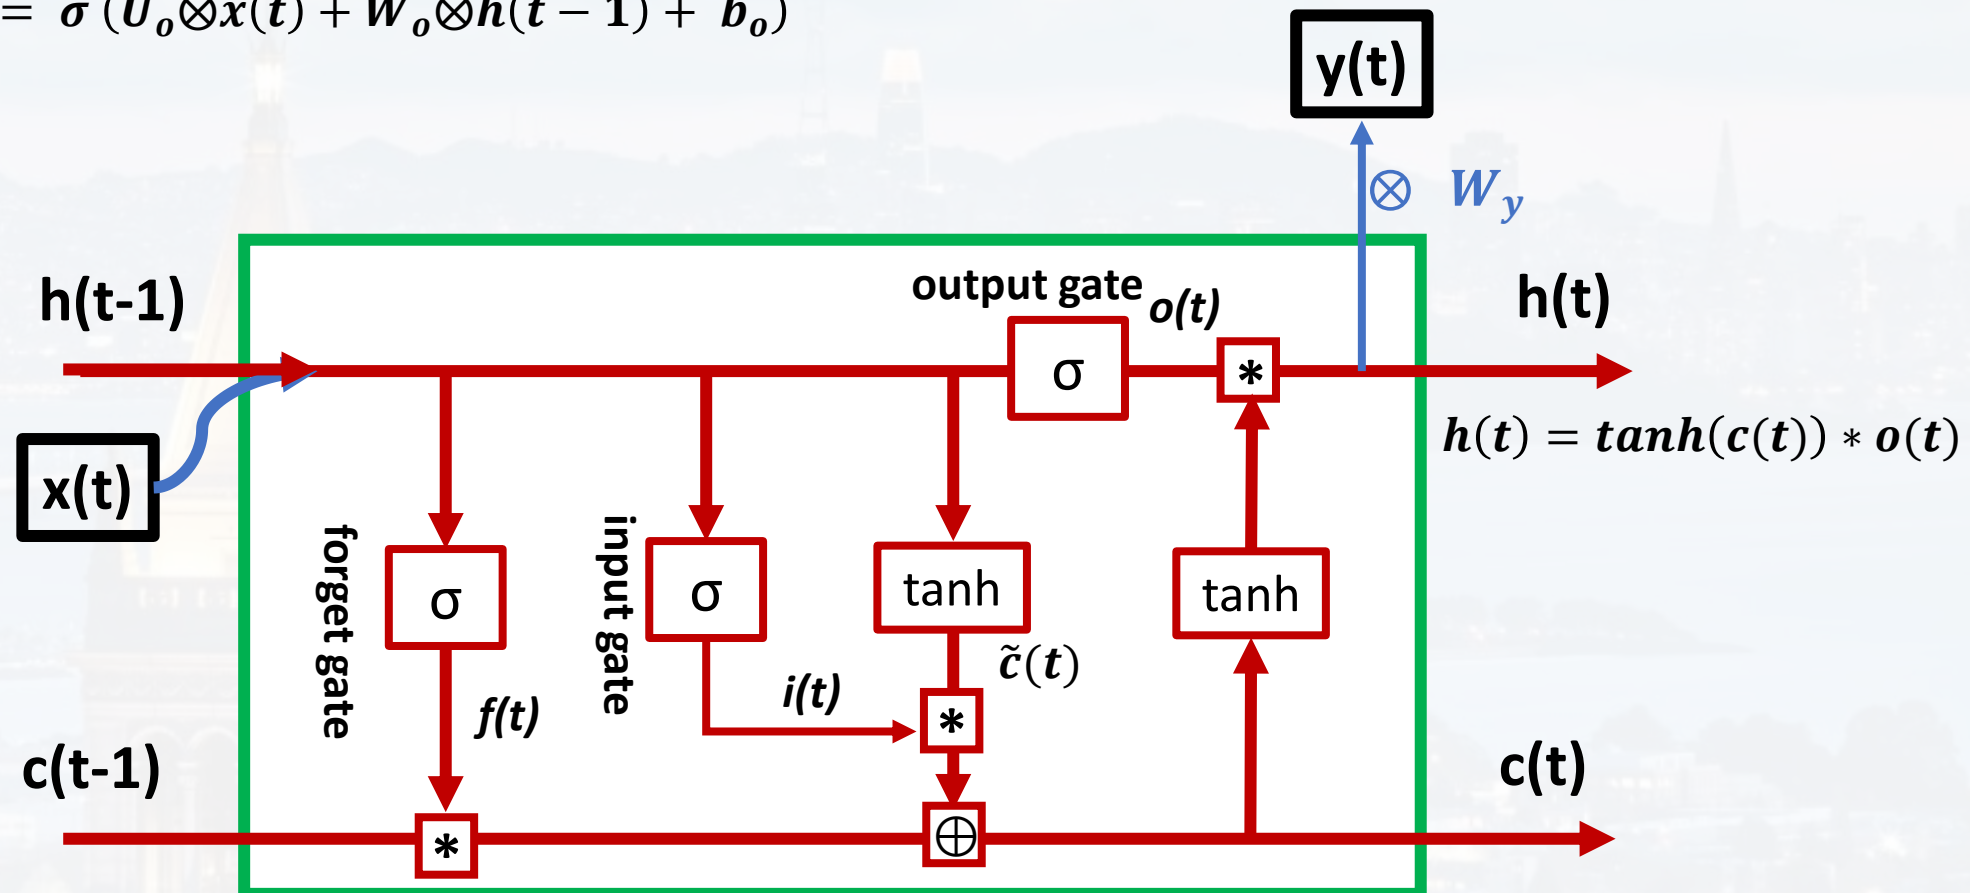 = σ (U_o⊗x(t) + W_o⊗h(t − 1) + b_o)
y(t)
⊗ W_y
h(t-1)
output gate
o(t)
h(t)
σ
*
h(t) = tanh(c(t)) * o(t)
x(t)
forget gate
input gate
σ
σ
tanh
tanh
c̃(t)
f(t)
i(t)
*
c(t-1)
c(t)
*
⊕